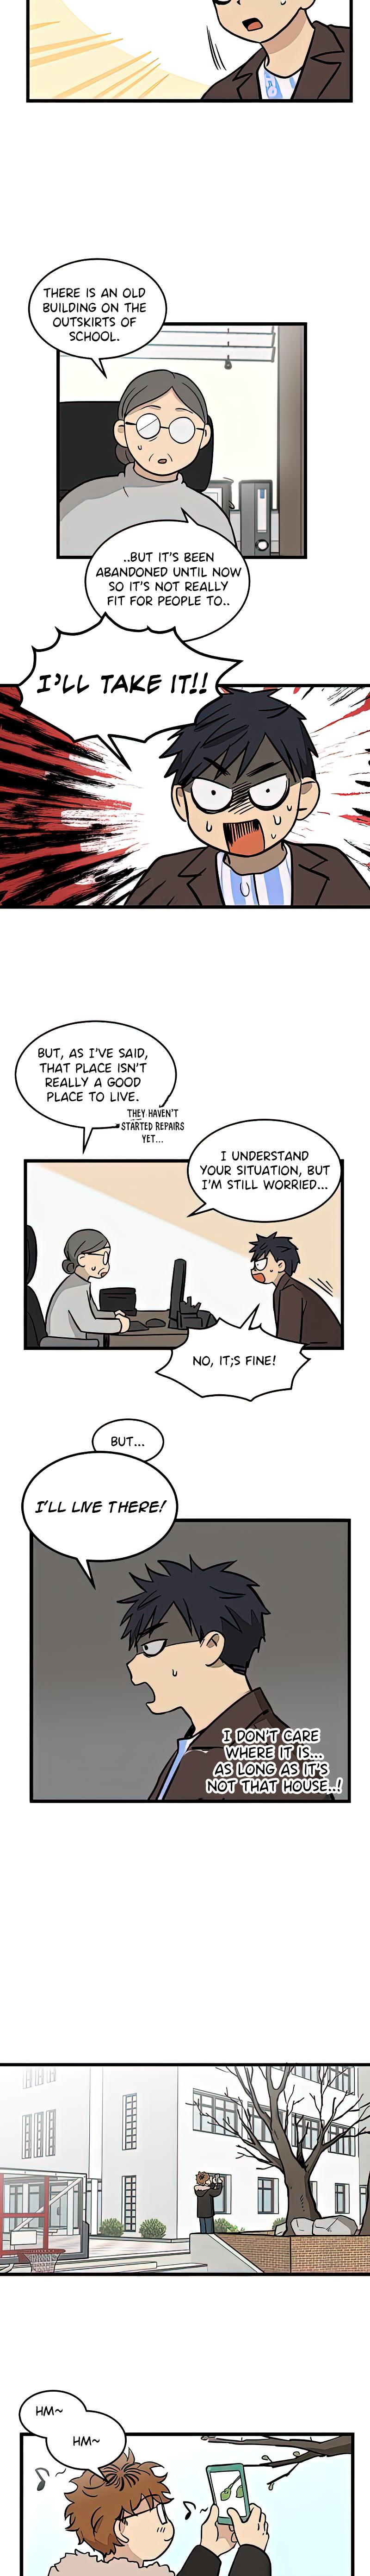 THERE IS AN OLD
BUILDING ON THE
OUTSKIRTS OF
SCHOOL.
..BUT IT'S BEEN
ABANDONED UNTIL NOW
SO IT'S NOT REALLY
FIT FOR PEOPLE TO..
I'LL TAKE IT!!
BUT, AS I'VE SAID,
THAT PLACE ISN'T
REALLY A GOOD
PLACE TO LIVE.
THEY HAVEN'T
STARTED REPAIRS
YET...
I UNDERSTAND
YOUR SITUATION, BUT
I'M STILL WORRIED...
NO, IT;S FINE!
BUT...
I'LL LIVE THERE!
I DON'T CARE
WHERE IT IS...
AS LONG AS IT'S
NOT THAT HOUSE..!
HM~
HM~